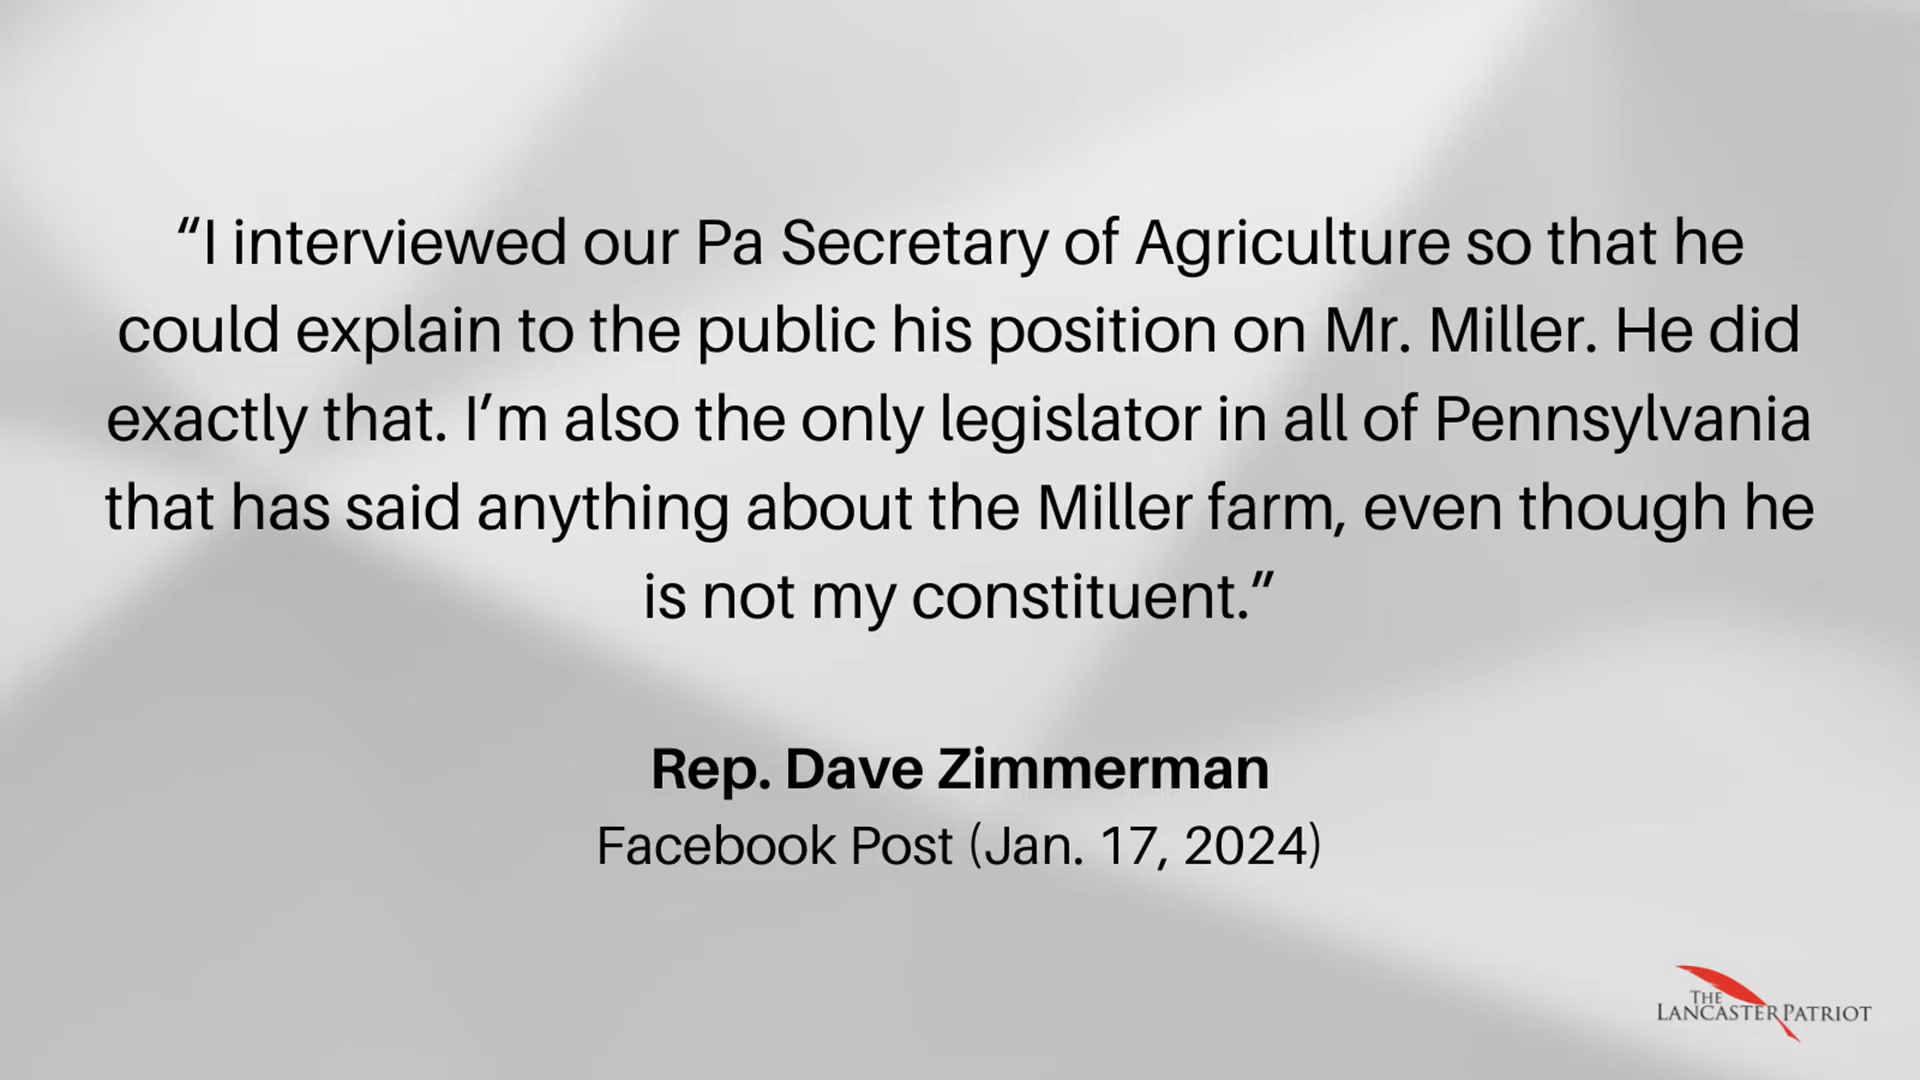 “I interviewed our Pa Secretary of Agriculture so that he
could explain to the public his position on Mr. Miller. He did
exactly that. I’m also the only legislator in all of Pennsylvania
that has said anything about the Miller farm, even though he
is not my constituent.”
Rep. Dave Zimmerman
Facebook Post (Jan. 17, 2024)
THE
LANCASTER PATRIOT